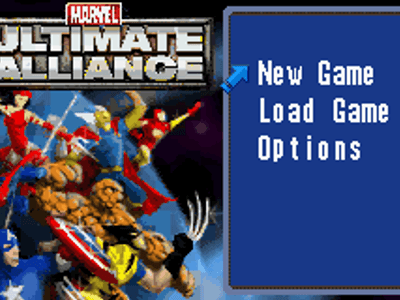 MARVEL
ULTIMATE
ALLIANCE
New Game
Load Game
Options